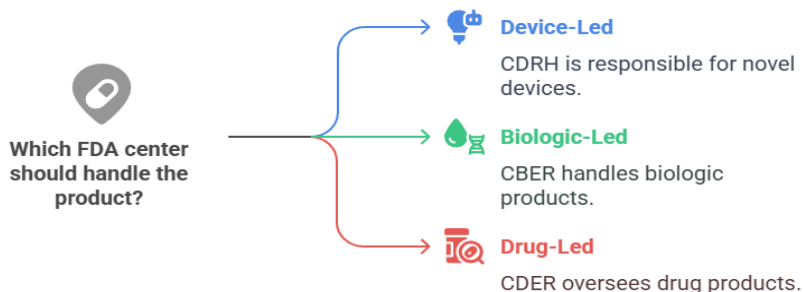 Which FDA center
should handle the
product?
Device-Led
CDRH is responsible for novel
devices.
Biologic-Led
CBER handles biologic
products.
Drug-Led
CDER oversees drug products.